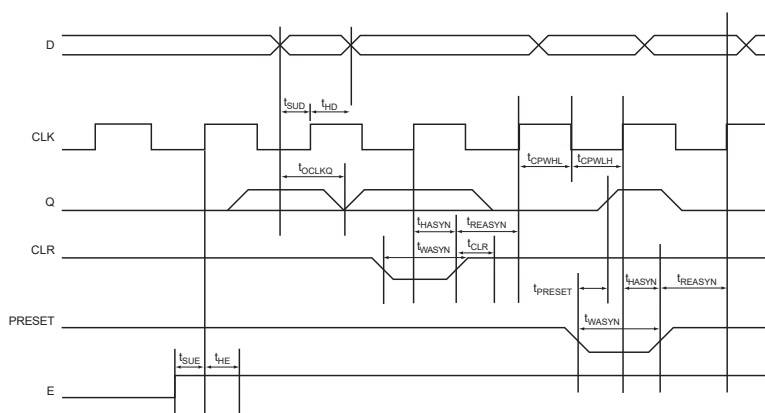 D
tSUD tHD
CLK
tCPWHL tCPWLH
tOCLKQ
Q
tHASYN tREASYN
tWASYN tCLR
CLR
tPRESET tHASYN tREASYN
tWASYN
PRESET
tSUE tHE
E